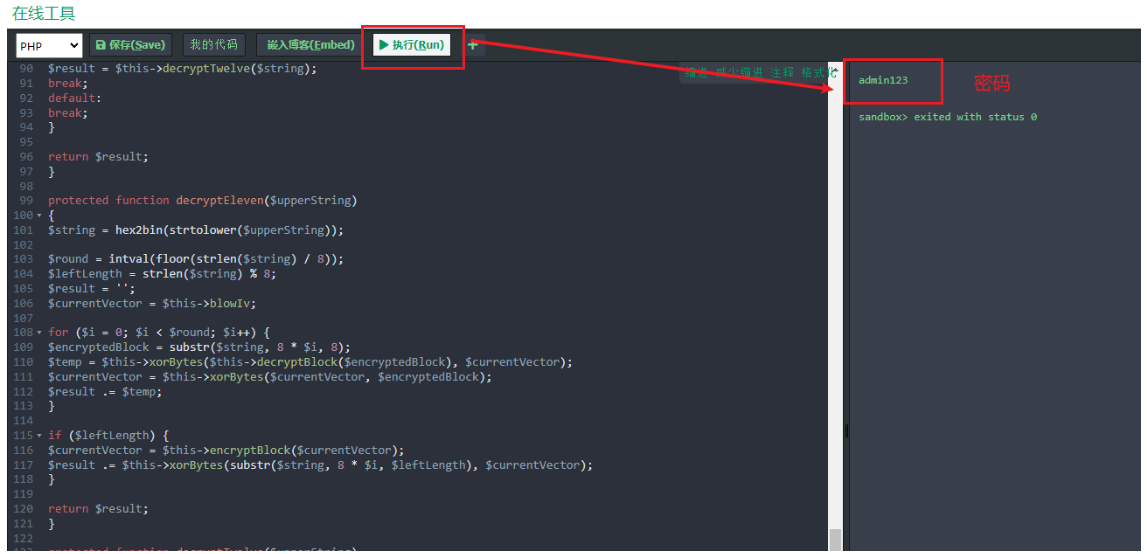 在线工具
PHP 保存(Save) 我的代码 嵌入博客(Embed) 执行(Run) +
缩进 减少缩进 注释 格式化
90 $result = $this->decryptTwelve($string);
91 break;
92 default:
93 break;
94 }
95
96 return $result;
97 }
98
99 protected function decryptEleven($upperString)
100 {
101 $string = hex2bin(strtolower($upperString));
102
103 $round = intval(floor(strlen($string) / 8));
104 $leftLength = strlen($string) % 8;
105 $result = '';
106 $currentVector = $this->blowIv;
107
108 for ($i = 0; $i < $round; $i++) {
109 $encryptedBlock = substr($string, 8 * $i, 8);
110 $temp = $this->xorBytes($this->decryptBlock($encryptedBlock), $currentVector);
111 $currentVector = $this->xorBytes($currentVector, $encryptedBlock);
112 $result .= $temp;
113 }
114
115 if ($leftLength) {
116 $currentVector = $this->encryptBlock($currentVector);
117 $result .= $this->xorBytes(substr($string, 8 * $i, $leftLength), $currentVector);
118 }
119
120 return $result;
121 }
122
admin123 密码
sandbox> exited with status 0